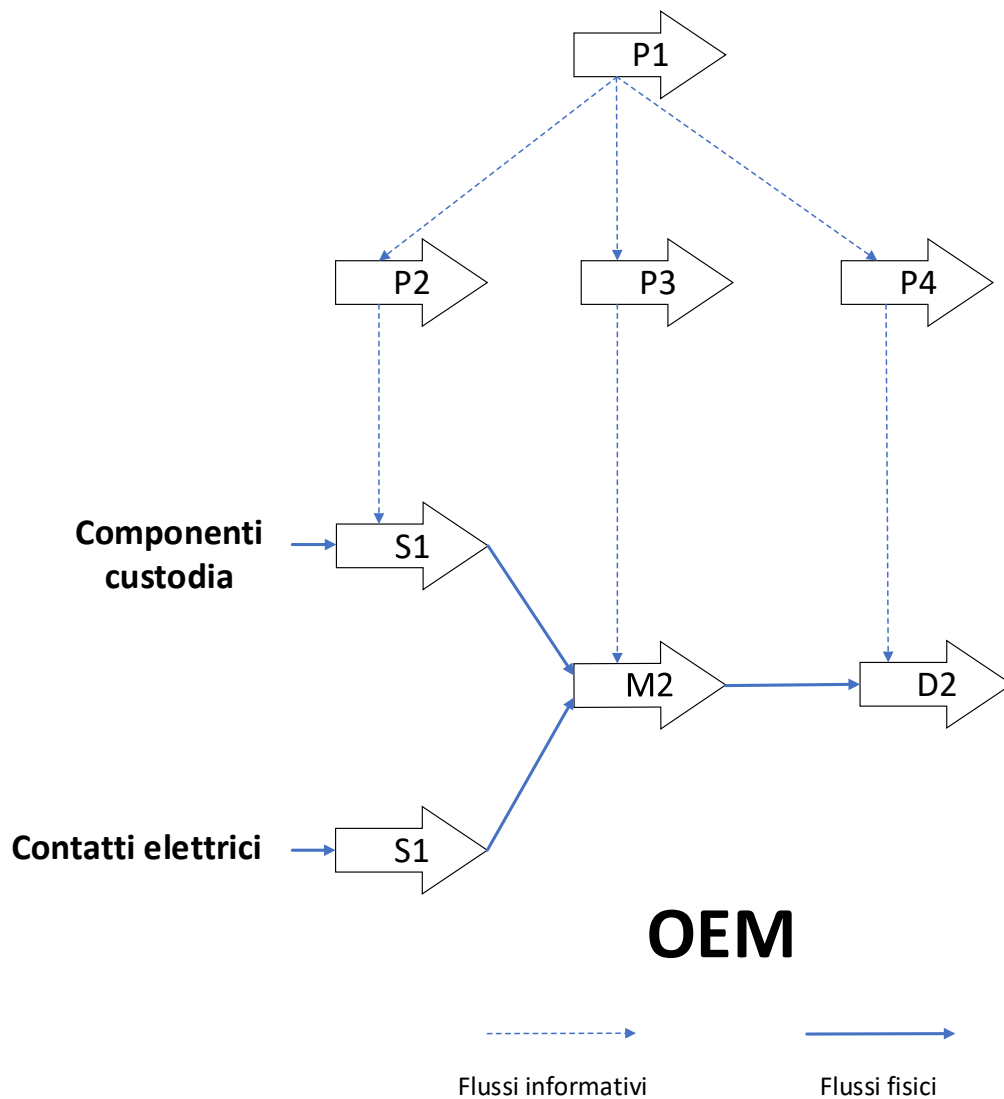 P1
P2
P3
P4
Componenti
custodia
S1
M2
D2
Contatti elettrici
S1
OEM
Flussi informativi
Flussi fisici